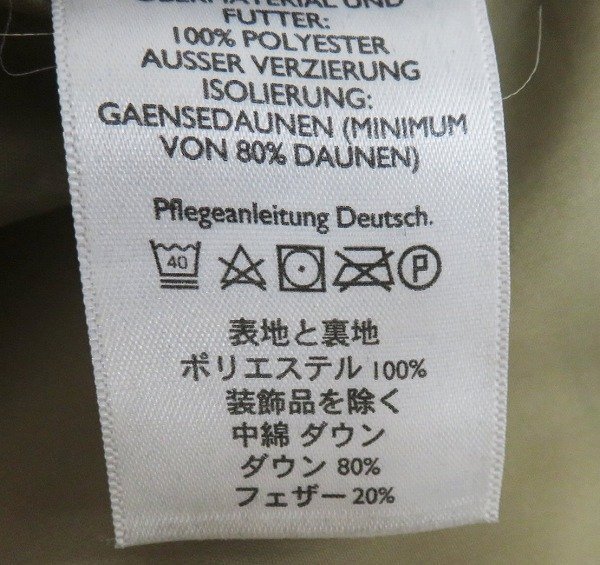 OBERMATERIAL UND
FUTTER:
100% POLYESTER
AUSSER VERZIERUNG
ISOLIERUNG:
GAENSEDAUNEN (MINIMUM
VON 80% DAUNEN)
Pflegeanleitung Deutsch.
40 P
表地と裏地
ポリエステル 100%
装飾品を除く
中綿 ダウン
ダウン 80%
フェザー 20%